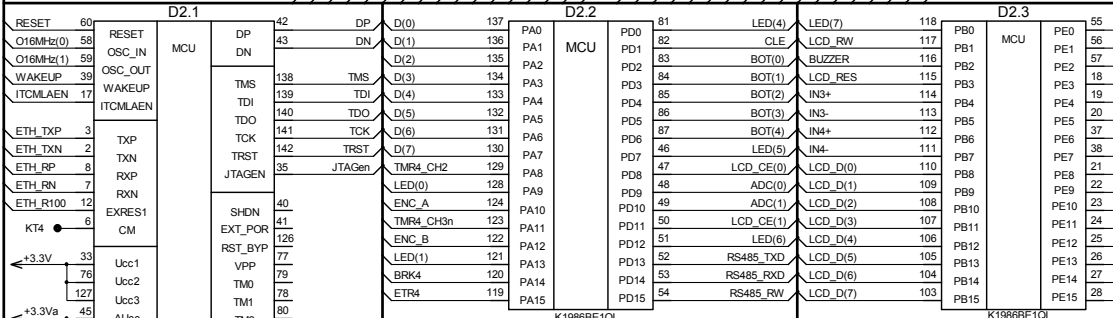 D2.1 D2.2 D2.3
RESET 60 RESET MCU DP 42 DP D(0) 137 PA0 MCU PD0 81 LED(4) LED(7) 118 PB0 MCU PE0 55
O16MHz(0) 58 OSC_IN DN 43 DN D(1) 136 PA1 PD1 82 CLE LCD_RW 117 PB1 PE1 56
O16MHz(1) 59 OSC_OUT D(2) 135 PA2 PD2 83 BOT(0) BUZZER 116 PB2 PE2 57
WAKEUP 39 WAKEUP TMS 138 TMS D(3) 134 PA3 PD3 84 BOT(1) LCD_RES 115 PB3 PE3 18
ITCMLAEN 17 ITCMLAEN TDI 139 TDI D(4) 133 PA4 PD4 85 BOT(2) IN3+ 114 PB4 PE4 19
TDO 140 TDO D(5) 132 PA5 PD5 86 BOT(3) IN3- 113 PB5 PE5 20
ETH_TXP 3 TXP TCK 141 TCK D(6) 131 PA6 PD6 87 BOT(4) IN4+ 112 PB6 PE6 37
ETH_TXN 2 TXN TRST 142 TRST D(7) 130 PA7 PD7 46 LED(5) IN4- 111 PB7 PE7 38
ETH_RP 8 RXP JTAGEN 35 JTAGen TMR4_CH2 129 PA8 PD8 47 LCD_CE(0) LCD_D(0) 110 PB8 PE8 21
ETH_RN 7 RXN LED(0) 128 PA9 PD9 48 ADC(0) LCD_D(1) 109 PB9 PE9 22
ETH_R100 12 EXRES1 SHDN 40 ENC_A 124 PA10 PD10 49 ADC(1) LCD_D(2) 108 PB10 PE10 23
KT4 6 CM EXT_POR 41 TMR4_CH3n 123 PA11 PD11 50 LCD_CE(1) LCD_D(3) 107 PB11 PE11 24
RST_BYP 126 ENC_B 122 PA12 PD12 51 LED(6) LCD_D(4) 106 PB12 PE12 25
+3.3V 33 Ucc1 VPP 77 LED(1) 121 PA13 PD13 52 RS485_TXD LCD_D(5) 105 PB13 PE13 26
76 Ucc2 TM0 79 BRK4 120 PA14 PD14 53 RS485_RXD LCD_D(6) 104 PB14 PE14 27
127 Ucc3 TM1 78 ETR4 119 PA15 PD15 54 RS485_RW LCD_D(7) 103 PB15 PE15 28
+3.3Va 45 80